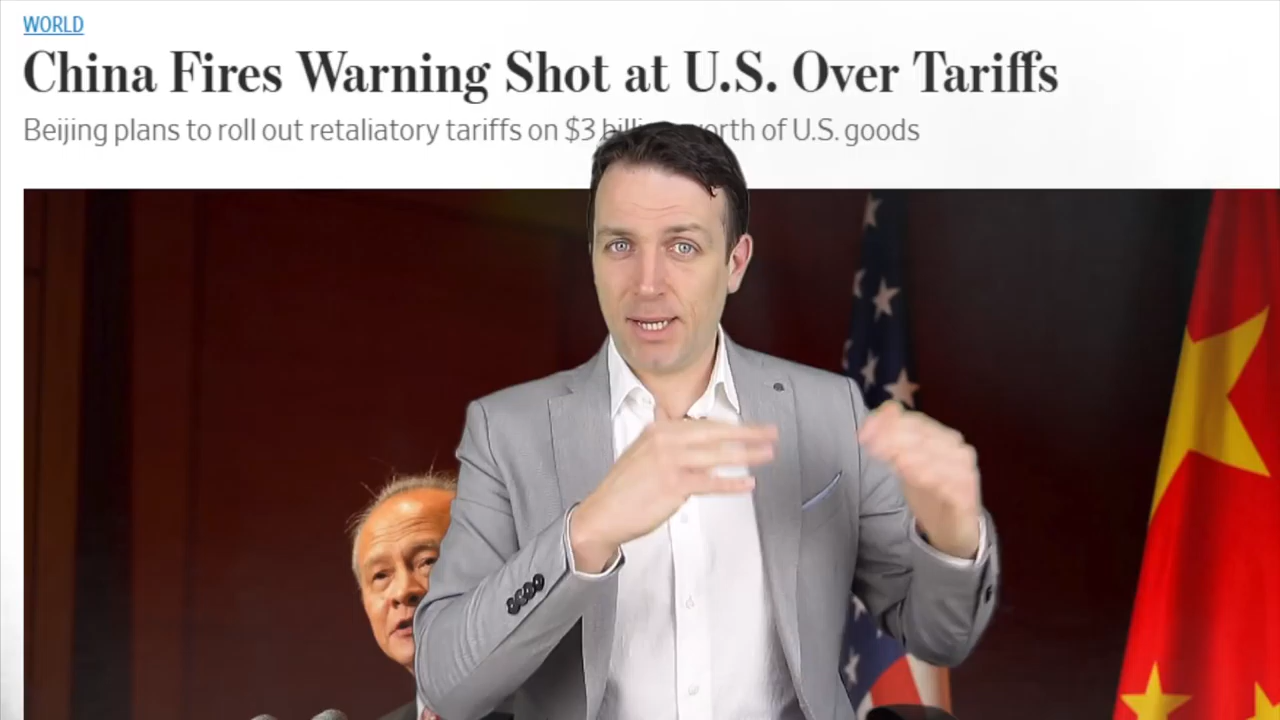 WORLD
China Fires Warning Shot at U.S. Over Tariffs
Beijing plans to roll out retaliatory tariffs on $3 of U.S. goods